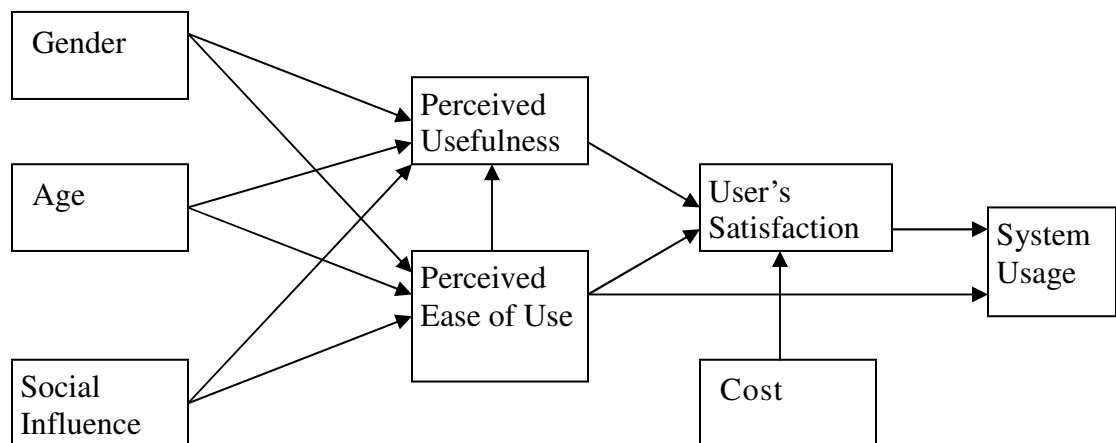 Gender
Perceived
Usefulness
Age
User’s
Satisfaction
System
Usage
Perceived
Ease of Use
Social
Influence
Cost